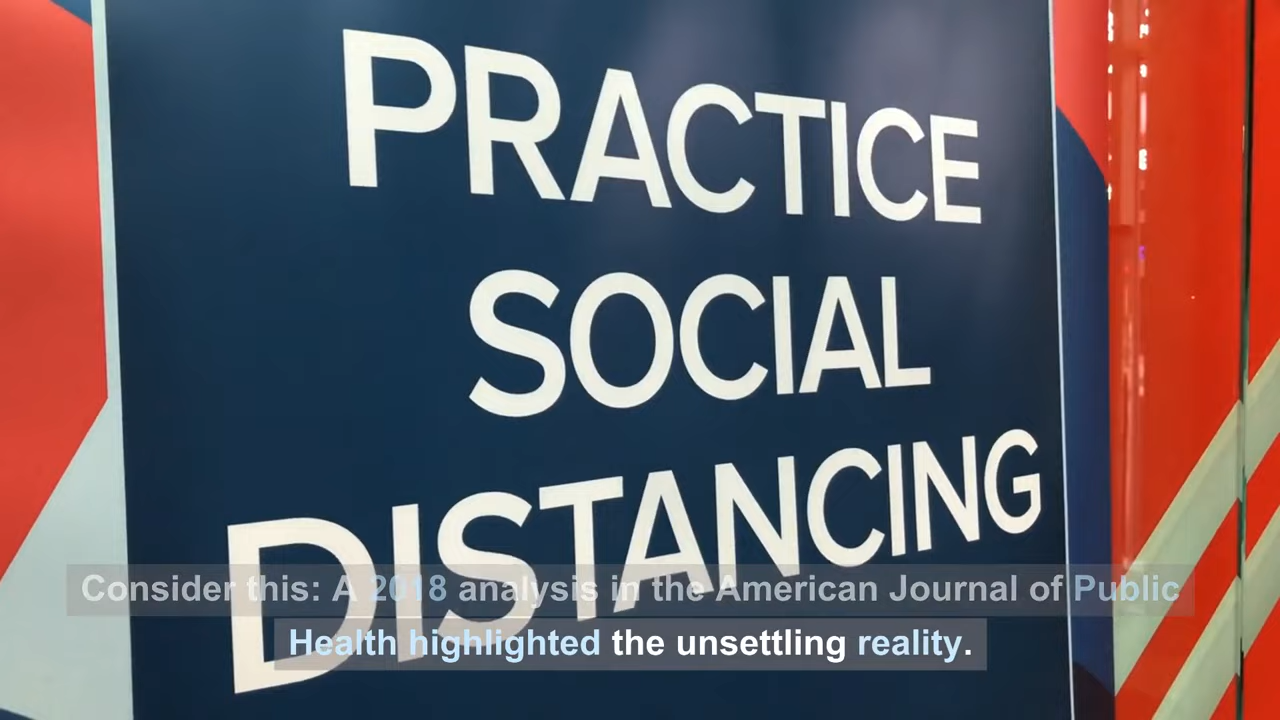 PRACTICE
SOCIAL
DISTANCING
Consider this: A 2018 analysis in the American Journal of Public
Health highlighted the unsettling reality.